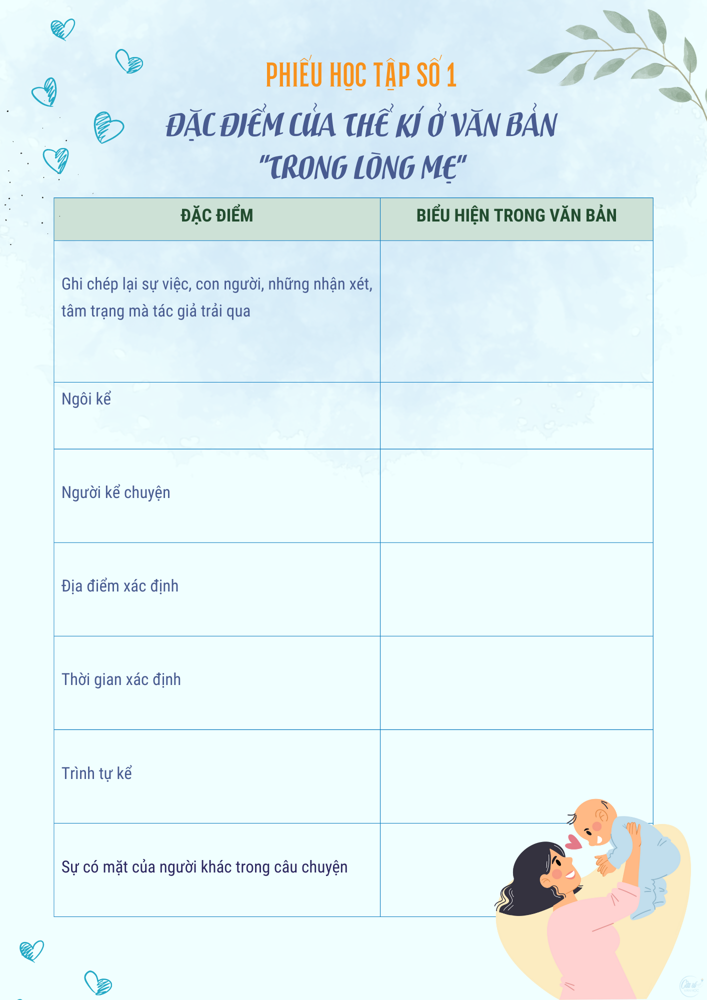 PHIẾU HỌC TẬP SỐ 1
ĐẶC ĐIỂM CỦA THỂ KÍ Ở VĂN BẢN
"TRONG LÒNG MẸ"
ĐẶC ĐIỂM
BIỂU HIỆN TRONG VĂN BẢN
Ghi chép lại sự việc, con người, những nhận xét,
tâm trạng mà tác giả trải qua
Ngôi kể
Người kể chuyện
Địa điểm xác định
Thời gian xác định
Trình tự kể
Sự có mặt của người khác trong câu chuyện